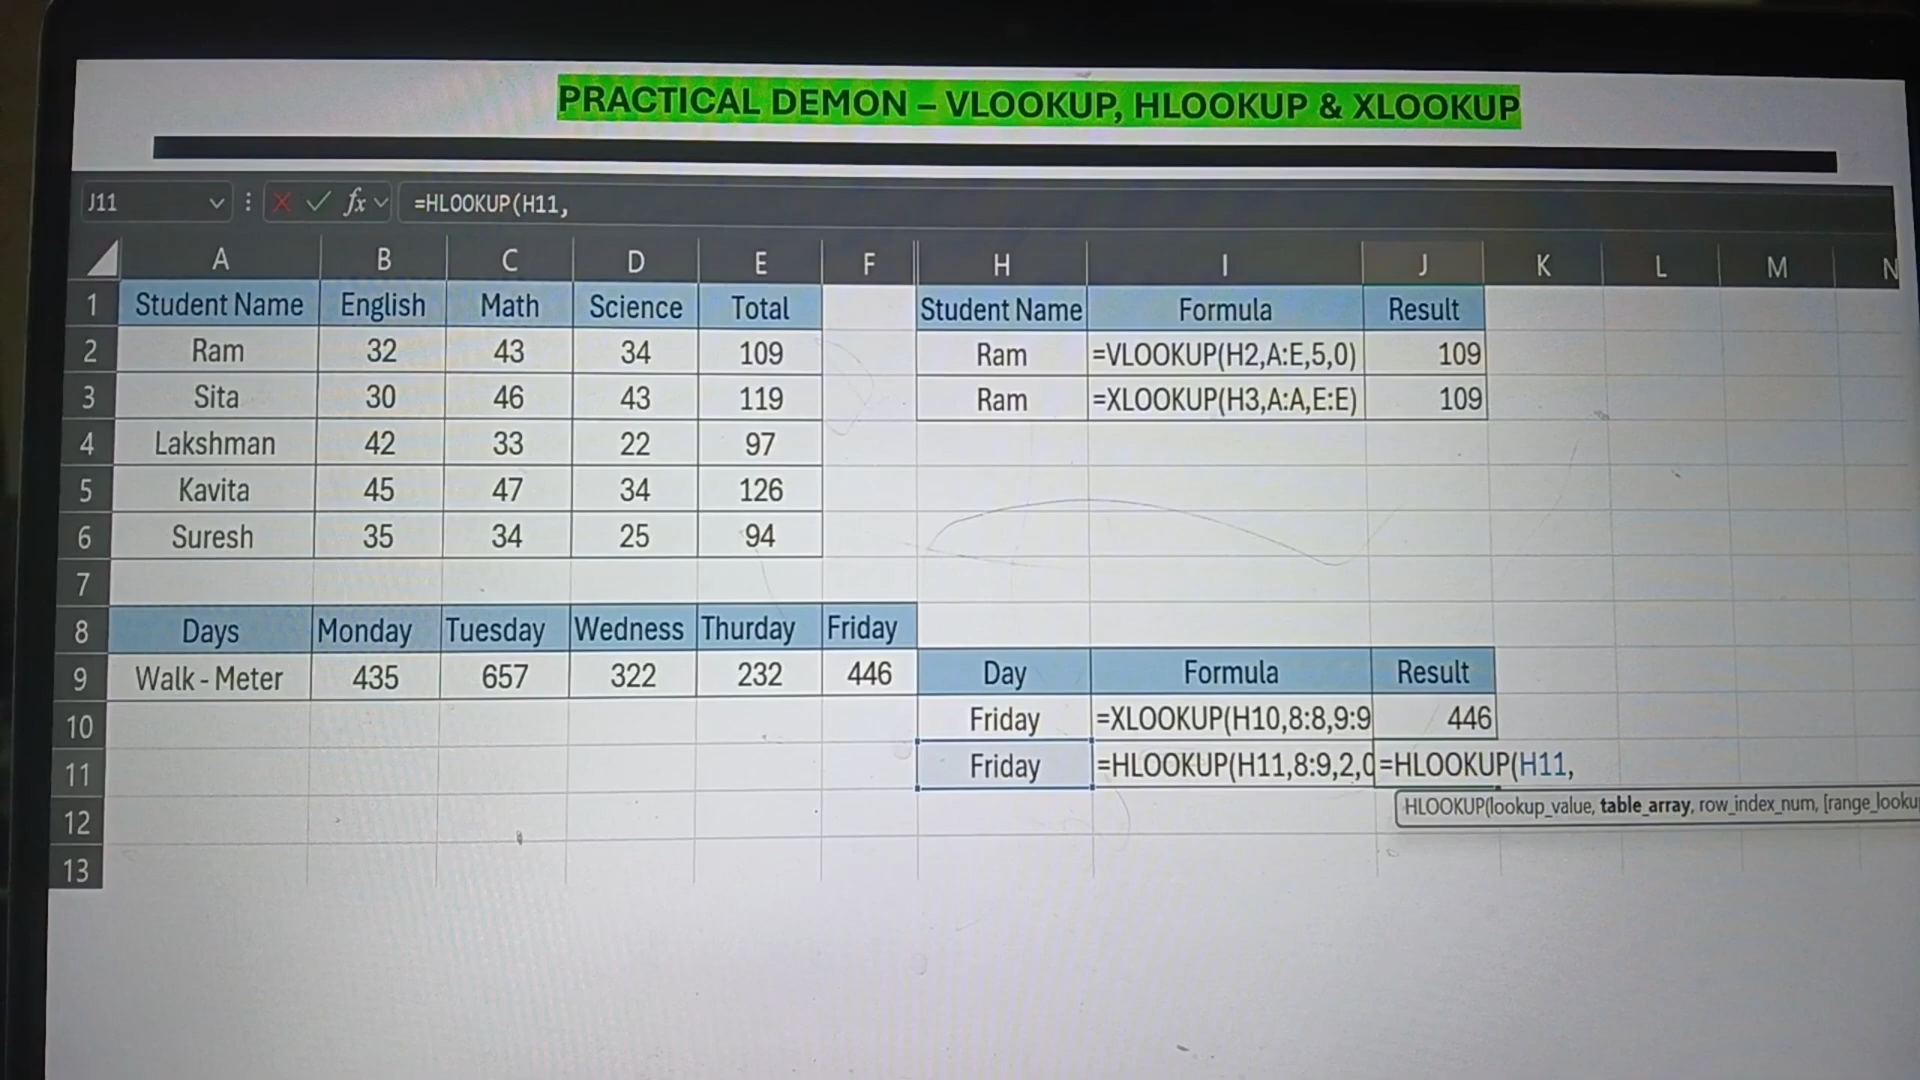 PRACTICAL DEMON – VLOOKUP, HLOOKUP & XLOOKUP
J11 fx =HLOOKUP(H11,
A B C D E F H I J K L M N
1 Student Name English Math Science Total Student Name Formula Result
2 Ram 32 43 34 109 Ram =VLOOKUP(H2,A:E,5,0) 109
3 Sita 30 46 43 119 Ram =XLOOKUP(H3,A:A,E:E) 109
4 Lakshman 42 33 22 97
5 Kavita 45 47 34 126
6 Suresh 35 34 25 94
7
8 Days Monday Tuesday Wedness Thurday Friday
9 Walk - Meter 435 657 322 232 446 Day Formula Result
10 Friday =XLOOKUP(H10,8:8,9:9 446
11 Friday =HLOOKUP(H11,8:9,2,0 =HLOOKUP(H11,
HLOOKUP(lookup_value, table_array, row_index_num, [range_looku
12
13